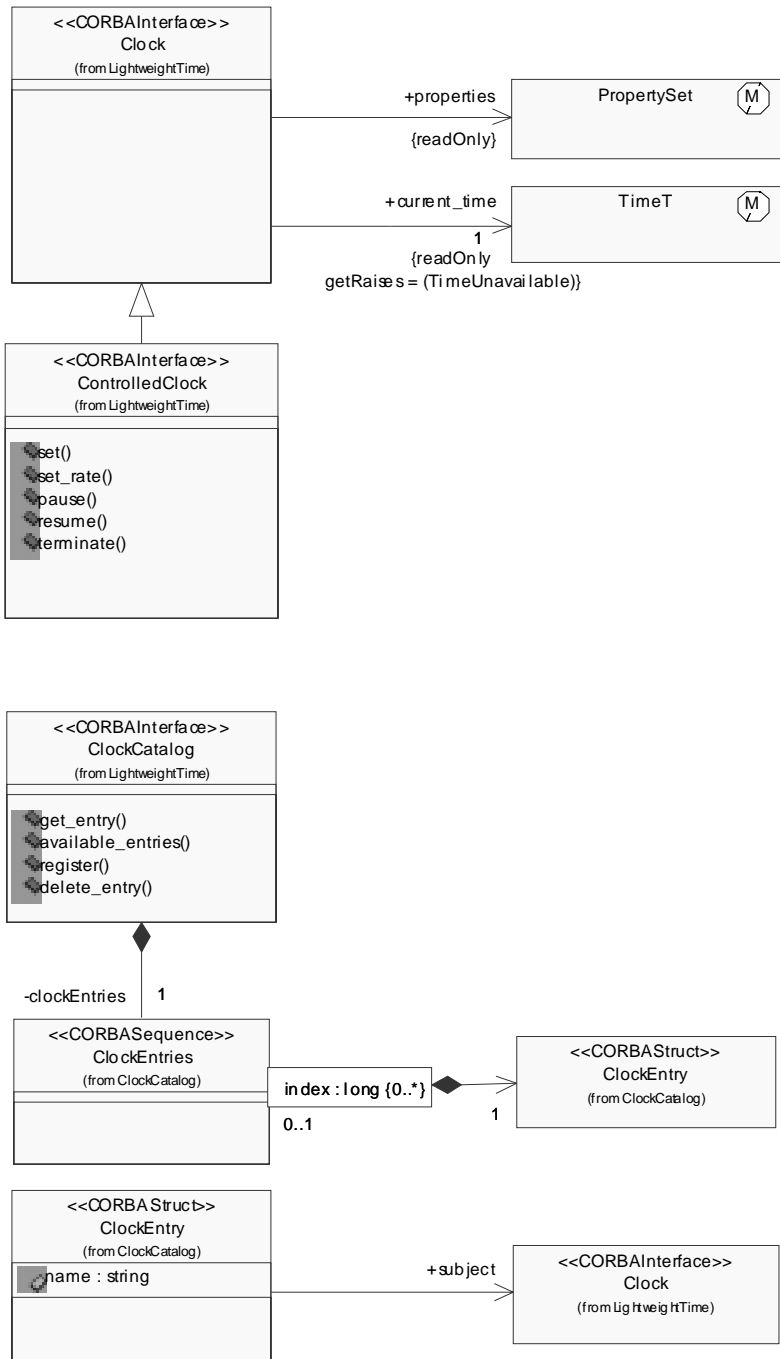 <<CORBAInterface>>
Clock
(from LightweightTime)
+properties
{readOnly}
PropertySet
M
+current_time
1
{readOnly
getRaises = (TimeUnavailable)}
TimeT
M
<<CORBAInterface>>
ControlledClock
(from LightweightTime)
set()
set_rate()
pause()
resume()
terminate()
<<CORBAInterface>>
ClockCatalog
(from LightweightTime)
get_entry()
available_entries()
register()
delete_entry()
-clockEntries
1
<<CORBASequence>>
ClockEntries
(from ClockCatalog)
index : long {0..*}
0..1
1
<<CORBAStruct>>
ClockEntry
(from ClockCatalog)
<<CORBAStruct>>
ClockEntry
(from ClockCatalog)
name : string
+subject
<<CORBAInterface>>
Clock
(from LightweightTime)